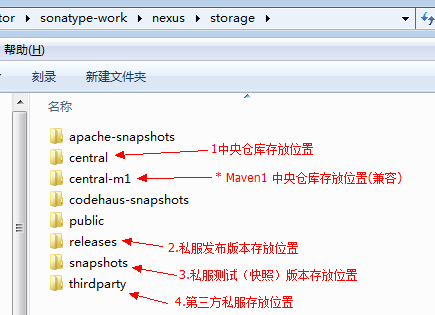 tor ▸ sonatype-work ▸ nexus ▸ storage ▸
帮助(H)
刻录 新建文件夹
名称
apache-snapshots
central 1中央仓库存放位置
central-m1 * Maven1 中央仓库存放位置(兼容)
codehaus-snapshots
public
releases 2.私服发布版本存放位置
snapshots 3.私服测试（快照）版本存放位置
thirdparty 4.第三方私服存放位置